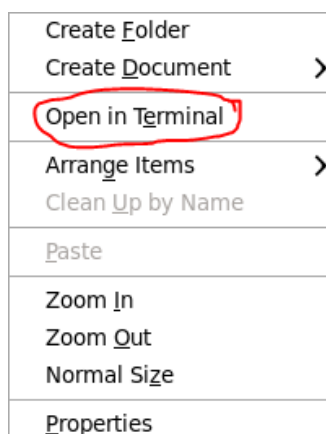 Create Folder
Create Document
Open in Terminal
Arrange Items
Clean Up by Name
Paste
Zoom In
Zoom Out
Normal Size
Properties